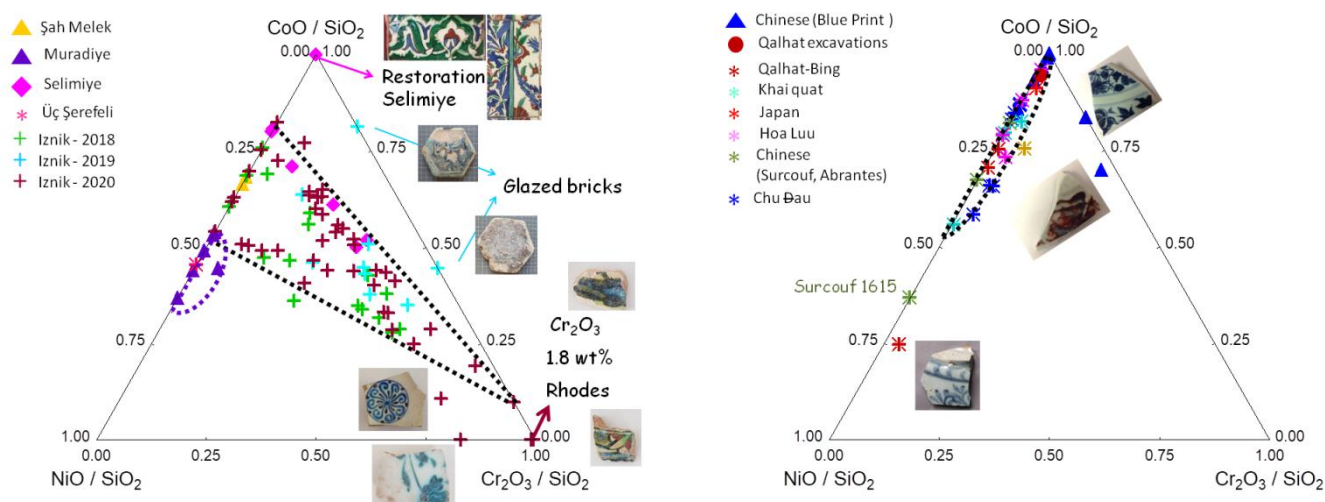 Şah Melek
Muradiye
Selimiye
Üç Şerefeli
Iznik - 2018
Iznik - 2019
Iznik - 2020
CoO / SiO₂
0.00 1.00
Restoration
Selimiye
0.25
0.75
Glazed bricks
0.50
0.50
Cr₂O₃
1.8 wt%
Rhodes
0.75
0.25
1.00
0.00
0.25
0.50
0.75
1.00
NiO / SiO₂
Cr₂O₃ / SiO₂
Chinese (Blue Print )
Qalhat excavations
Qalhat-Bing
Khai quat
Japan
Hoa Luu
Chinese
(Surcouf, Abrantes)
Chu Đau
CoO / SiO₂
0.00 1.00
0.25
0.75
0.50
0.50
Surcouf 1615
0.75
0.25
1.00
0.00
0.25
0.50
0.75
1.00
NiO / SiO₂
Cr₂O₃ / SiO₂